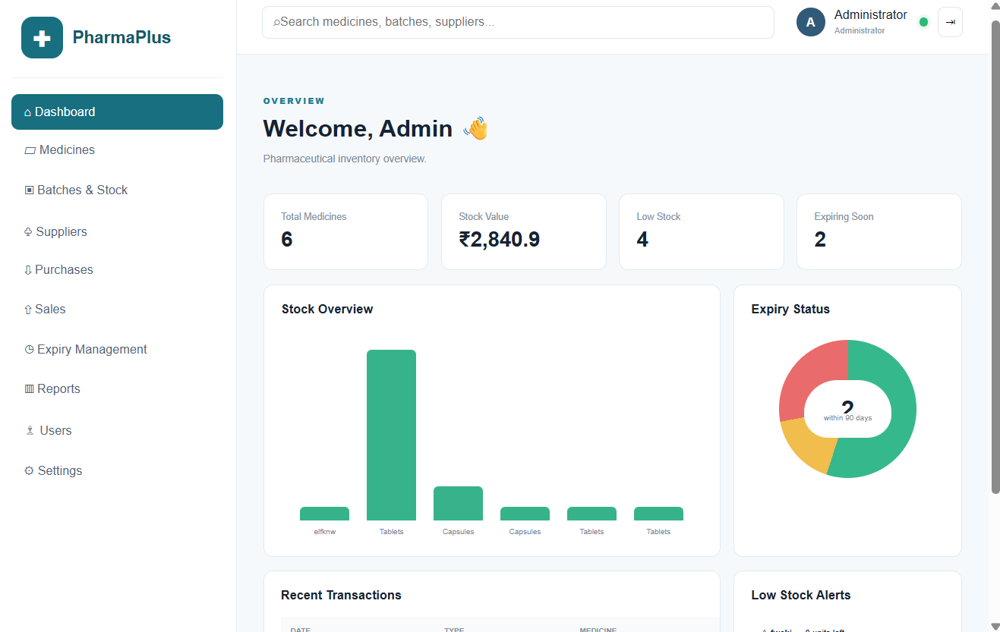 PharmaPlus
Search medicines, batches, suppliers...
A
Administrator
Administrator
Dashboard
Medicines
Batches & Stock
Suppliers
Purchases
Sales
Expiry Management
Reports
Users
Settings
OVERVIEW
Welcome, Admin 👋
Pharmaceutical inventory overview.
Total Medicines
6
Stock Value
₹2,840.9
Low Stock
4
Expiring Soon
2
Stock Overview
elfknw
Tablets
Capsules
Capsules
Tablets
Tablets
Expiry Status
2
within 90 days
Recent Transactions
DATE
TYPE
MEDICINE
Low Stock Alerts
0 units left